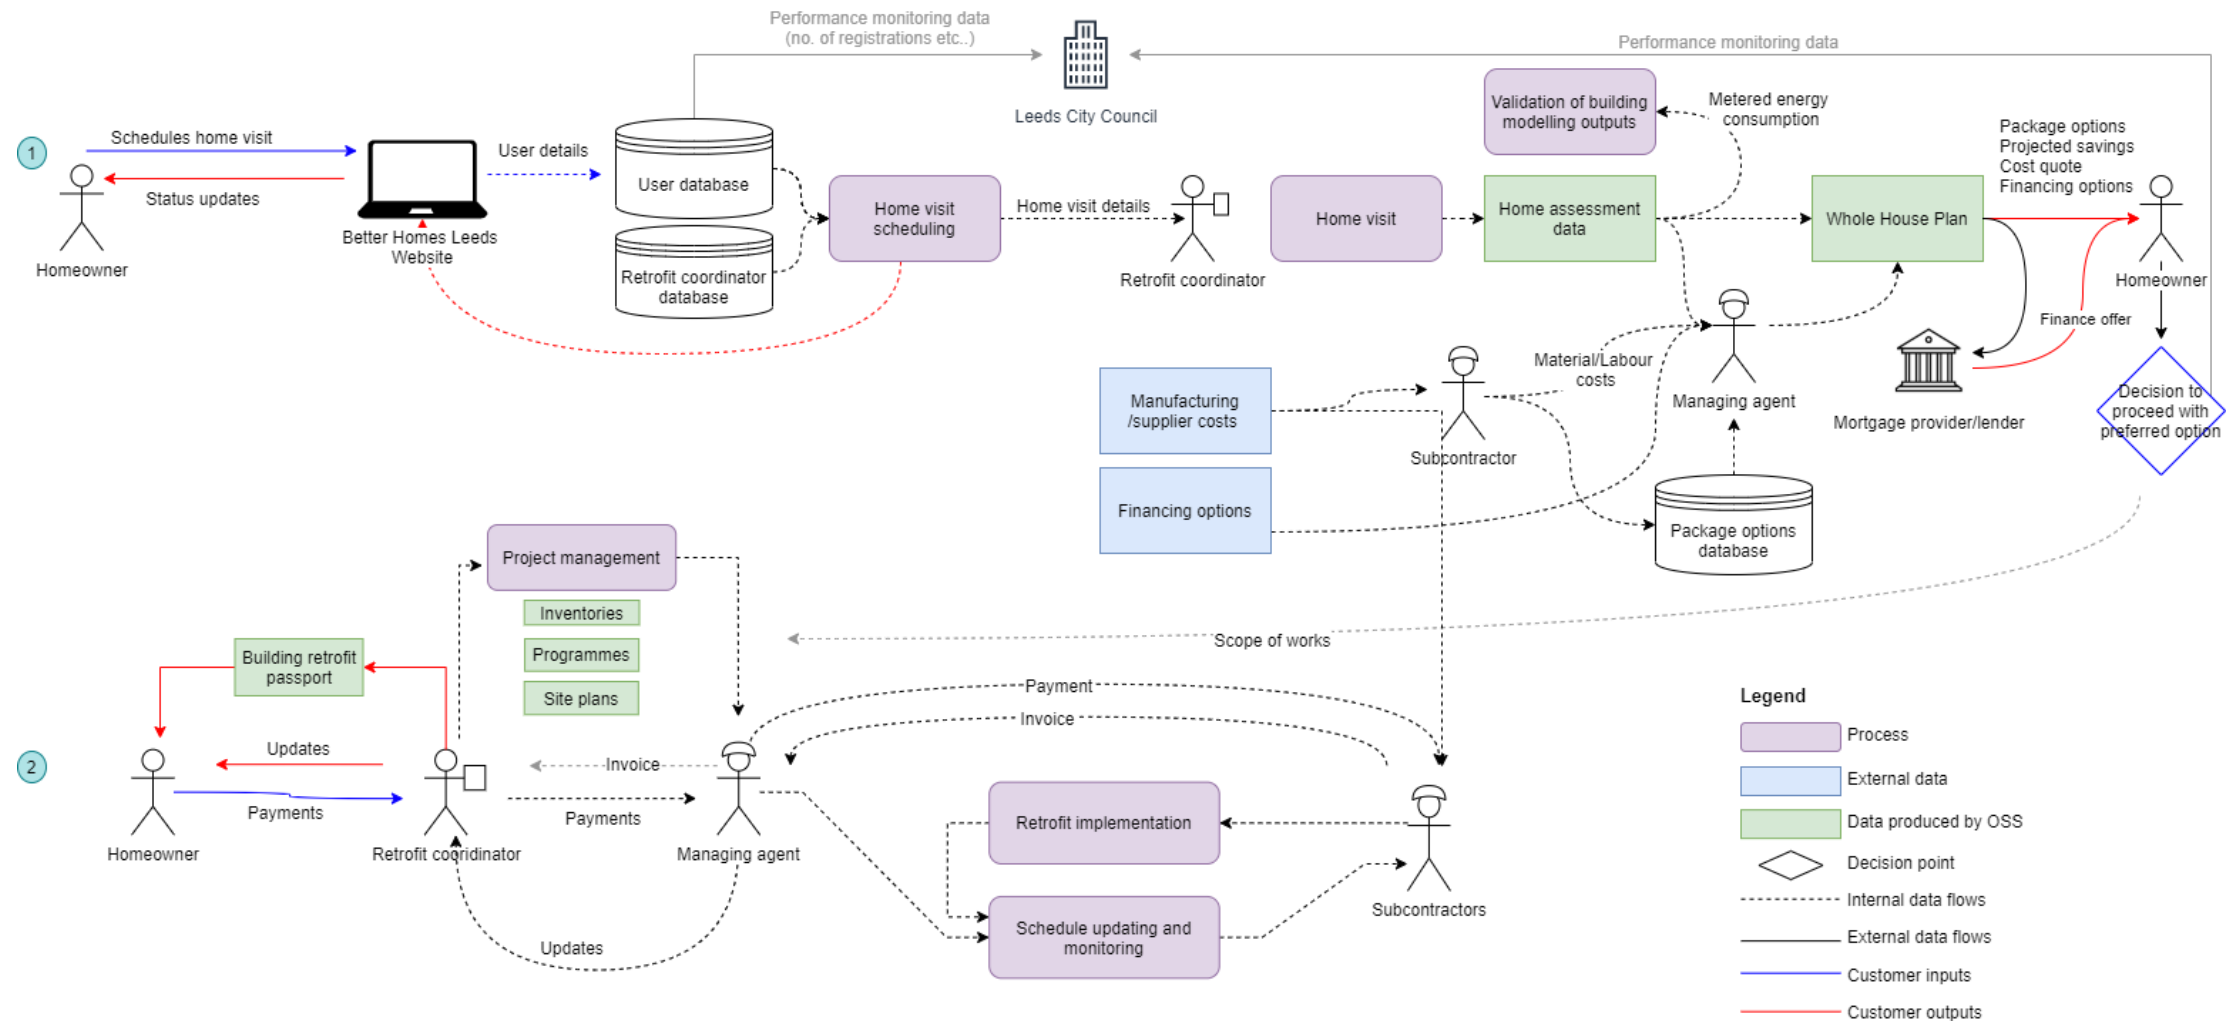 Performance monitoring data
(no. of registrations etc..)
Leeds City Council
Performance monitoring data
1
Schedules home visit
Status updates
Homeowner
Better Homes Leeds
Website
User details
User database
Retrofit coordinator
database
Home visit
scheduling
Home visit details
Retrofit coordinator
Home visit
Validation of building
modelling outputs
Metered energy
consumption
Home assessment
data
Whole House Plan
Package options
Projected savings
Cost quote
Financing options
Homeowner
Finance offer
Mortgage provider/lender
Decision to
proceed with
preferred option
Manufacturing
/supplier costs
Financing options
Subcontractor
Material/Labour
costs
Managing agent
Package options
database
Scope of works
2
Project management
Inventories
Programmes
Site plans
Building retrofit
passport
Updates
Payments
Homeowner
Retrofit cooridinator
Invoice
Payments
Managing agent
Updates
Payment
Invoice
Retrofit implementation
Schedule updating and
monitoring
Subcontractors
Legend
Process
External data
Data produced by OSS
Decision point
Internal data flows
External data flows
Customer inputs
Customer outputs